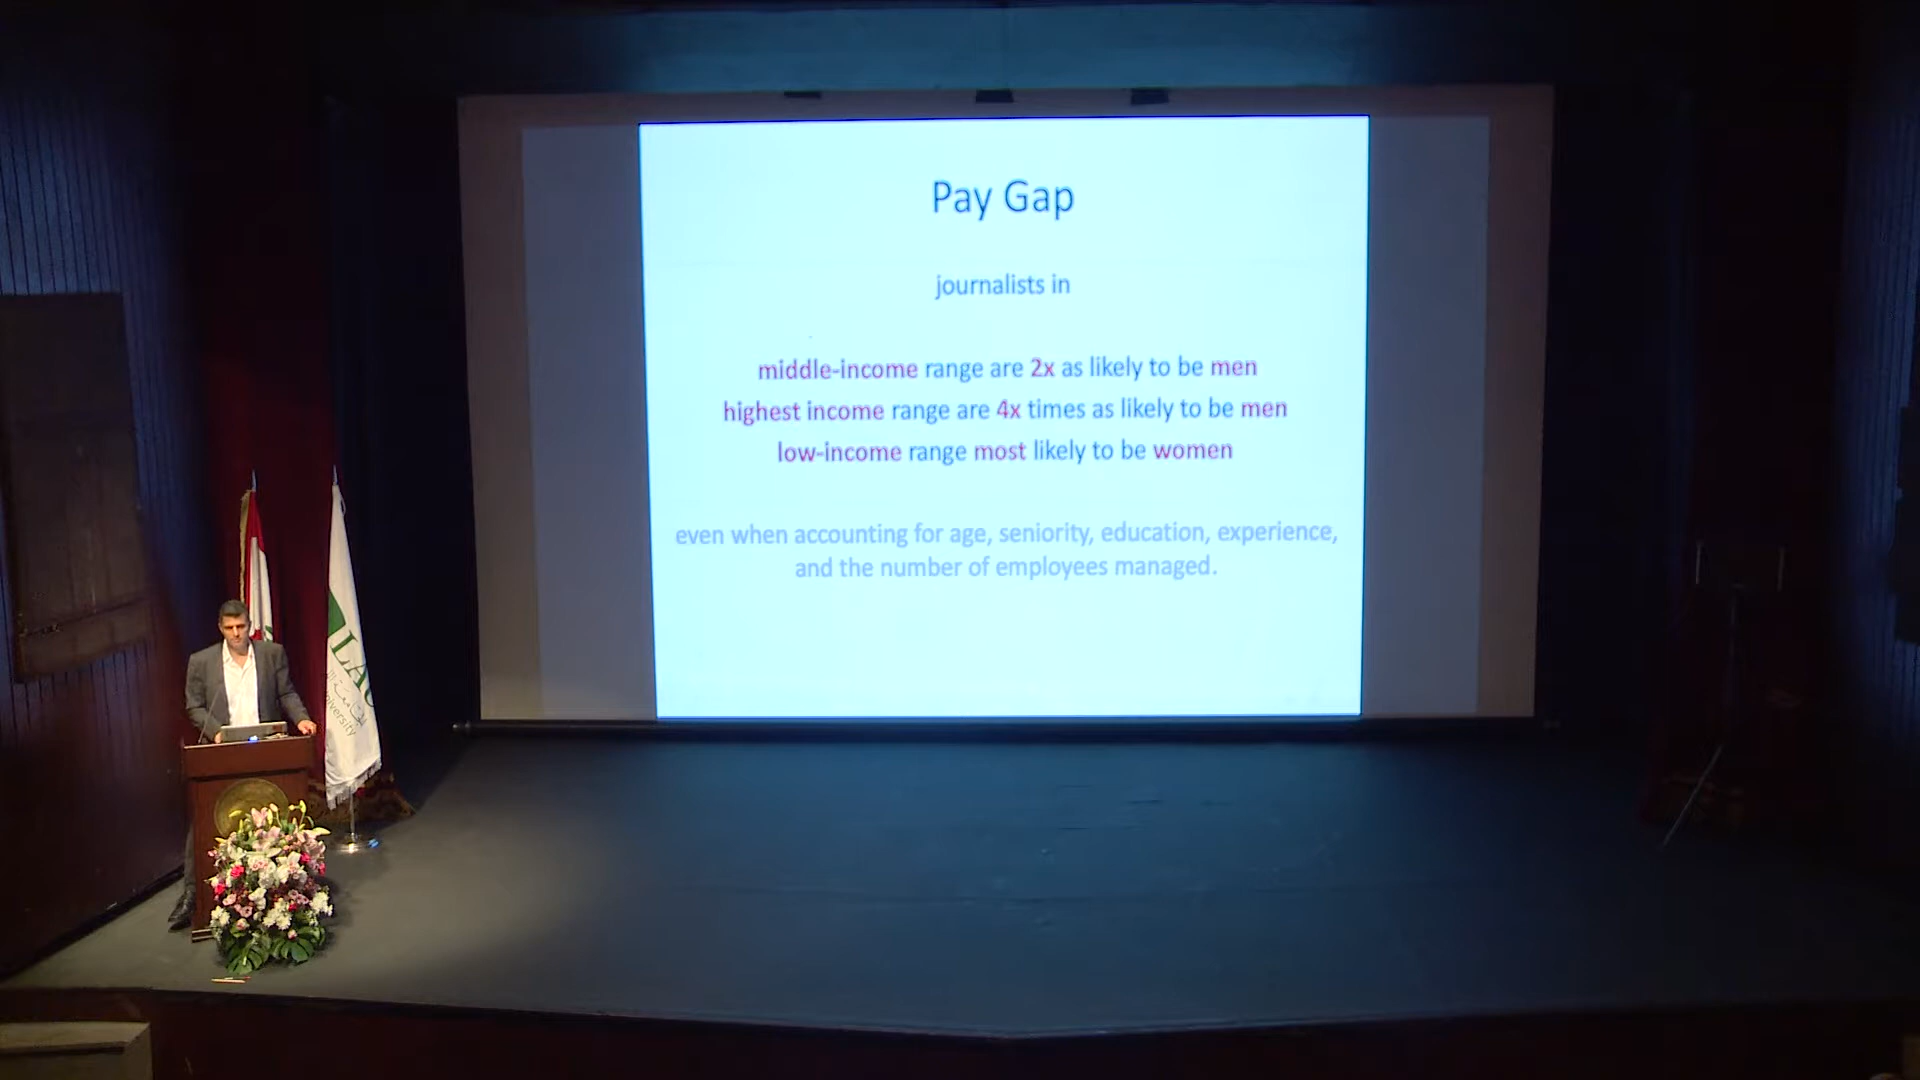 Pay Gap
journalists in
middle-income range are 2x as likely to be men
highest income range are 4x times as likely to be men
low-income range most likely to be women
even when accounting for age, seniority, education, experience,
and the number of employees managed.
LAU
University